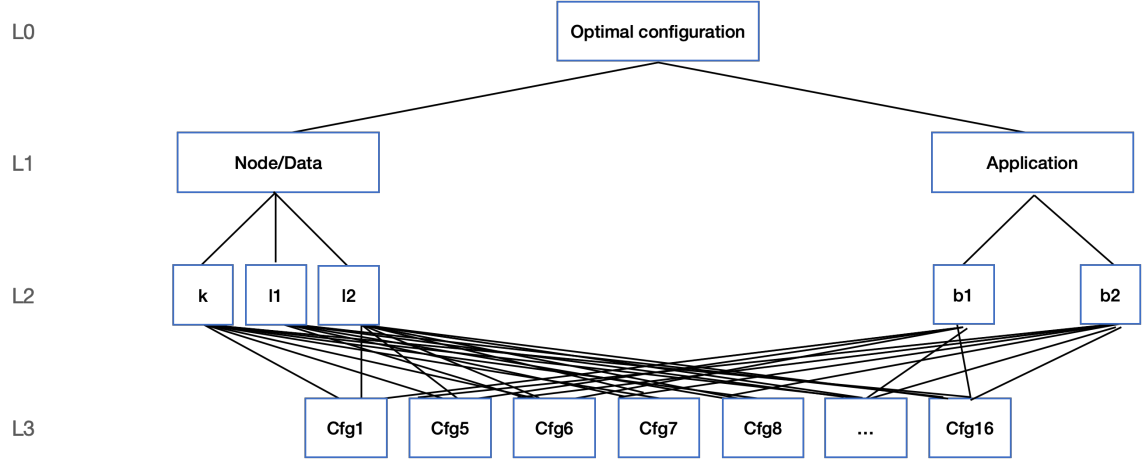 L0
Optimal configuration
L1
Node/Data
Application
L2
k
l1
l2
b1
b2
L3
Cfg1
Cfg5
Cfg6
Cfg7
Cfg8
...
Cfg16